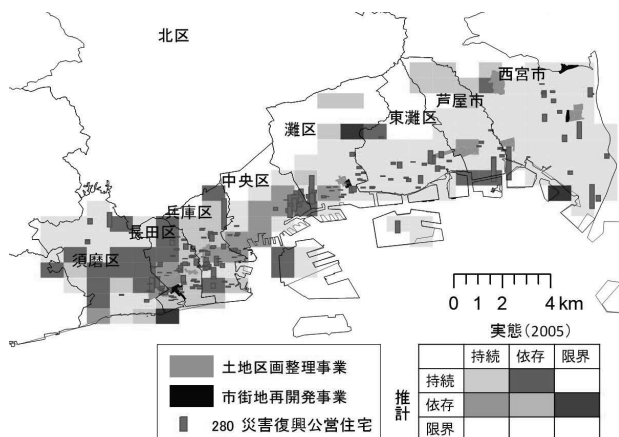 北区
西宮市
芦屋市
東灘区
灘区
中央区
兵庫区
長田区
須磨区
0 1 2 4 km
土地区画整理事業
市街地再開発事業
280 災害復興公営住宅
実態(2005)
持続 依存 限界
推計
持続
依存
限界